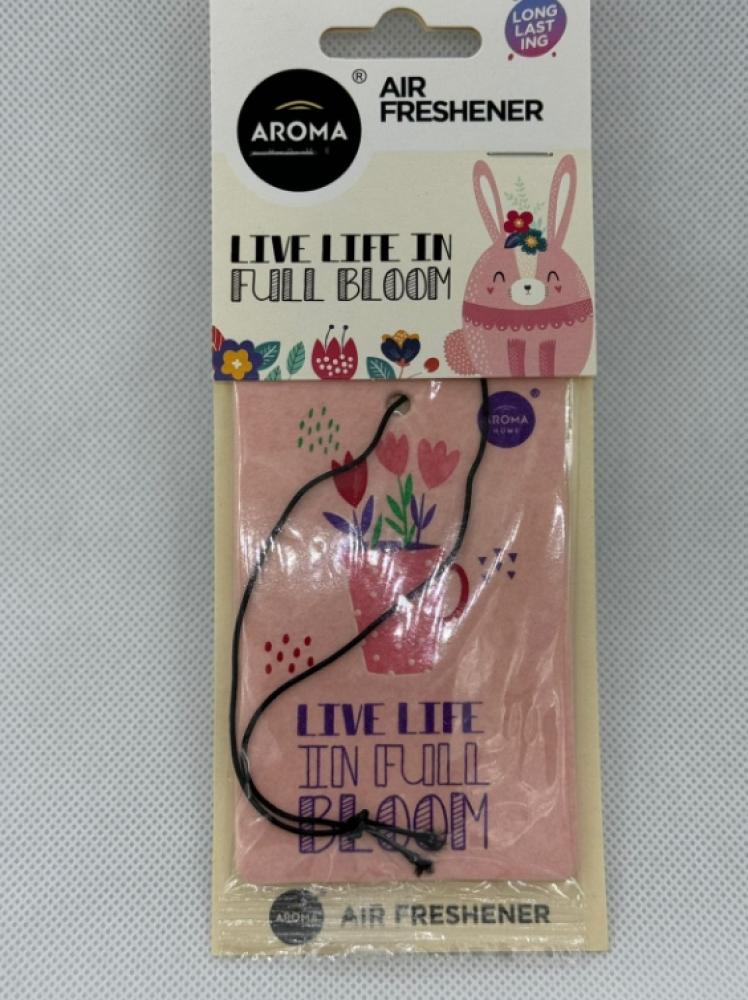 LONG
LAST
ING
AROMA
®
AIR
FRESHENER
LIVE LIFE IN
FULL BLOOM
AROMA
HOME
®
LIVE LIFE
IN FULL
BLOOM
AROMA
AIR FRESHENER